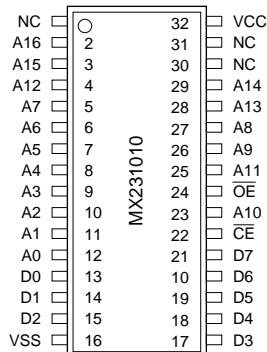 NC 32 VCC
A16 2 31 NC
A15 3 30 NC
A12 4 29 A14
A7 5 28 A13
A6 6 27 A8
A5 7 26 A9
A4 8 25 A11
A3 9 24 OE
A2 10 23 A10
A1 11 22 CE
A0 12 21 D7
D0 13 10 D6
D1 14 19 D5
D2 15 18 D4
VSS 16 17 D3
MX231010